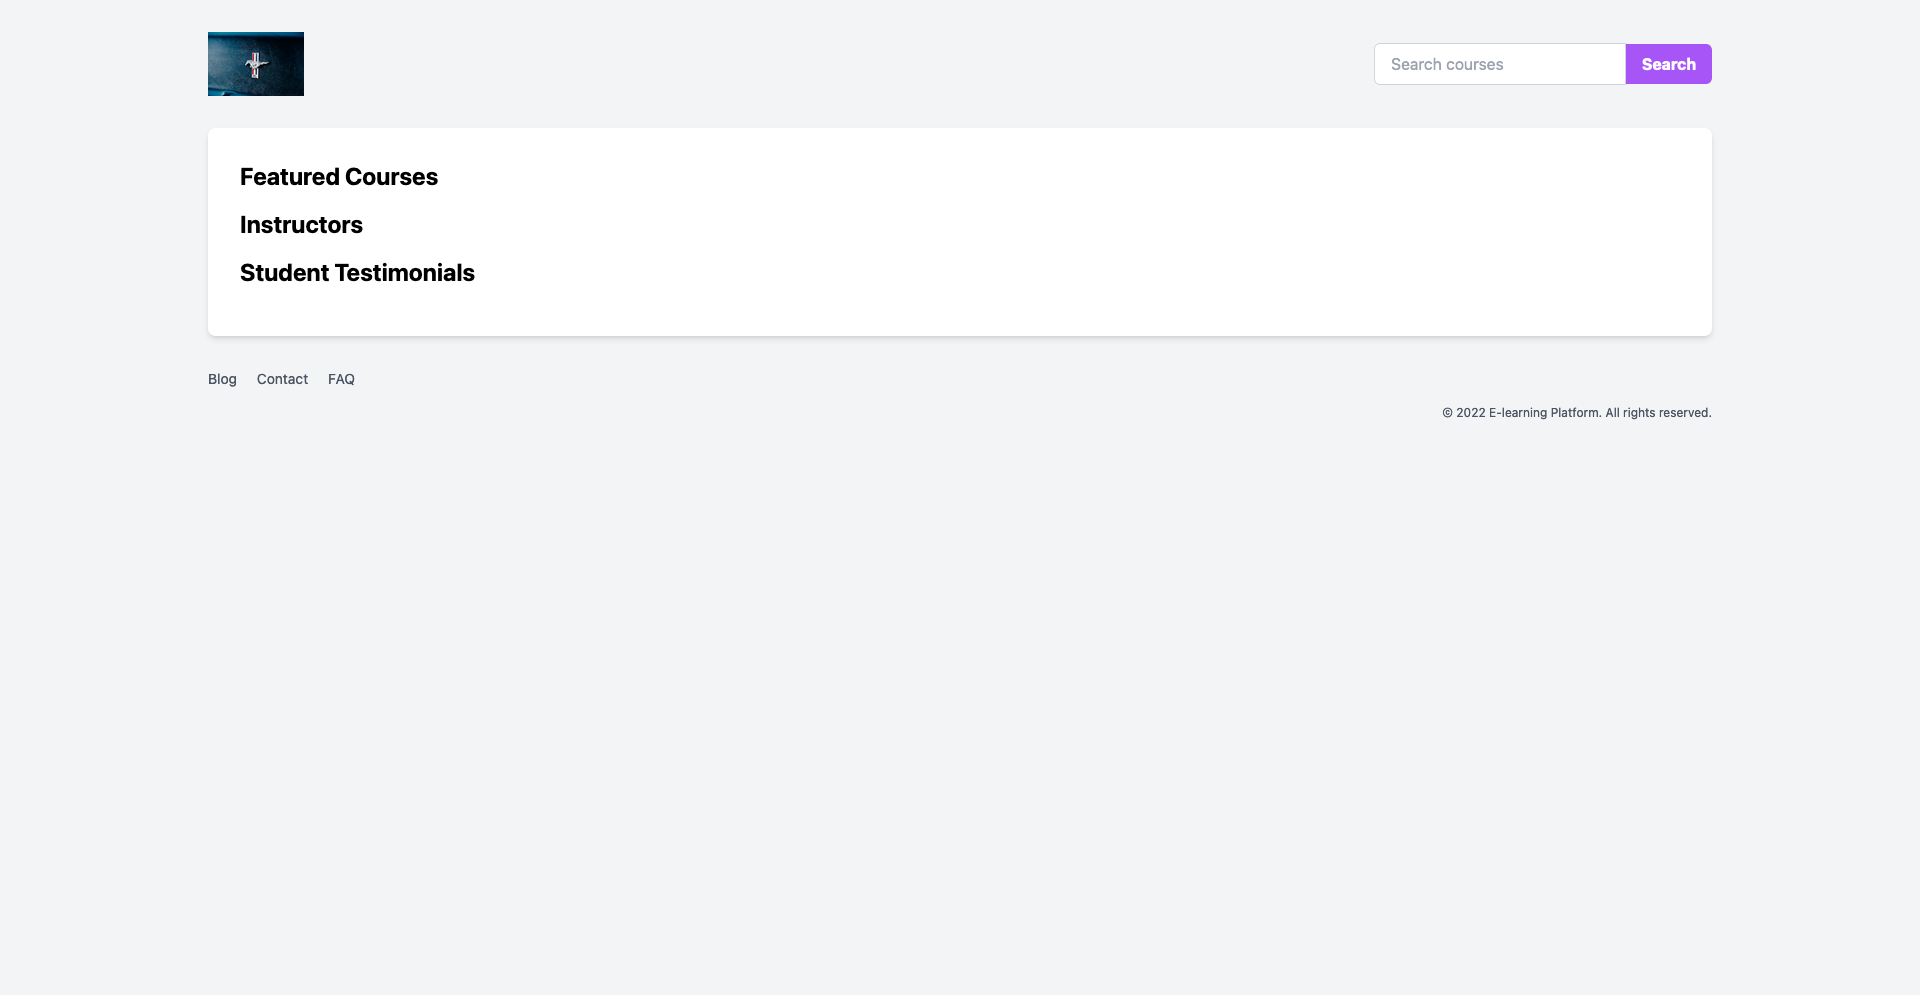 Search courses
Search
Featured Courses
Instructors
Student Testimonials
Blog Contact FAQ
© 2022 E-learning Platform. All rights reserved.